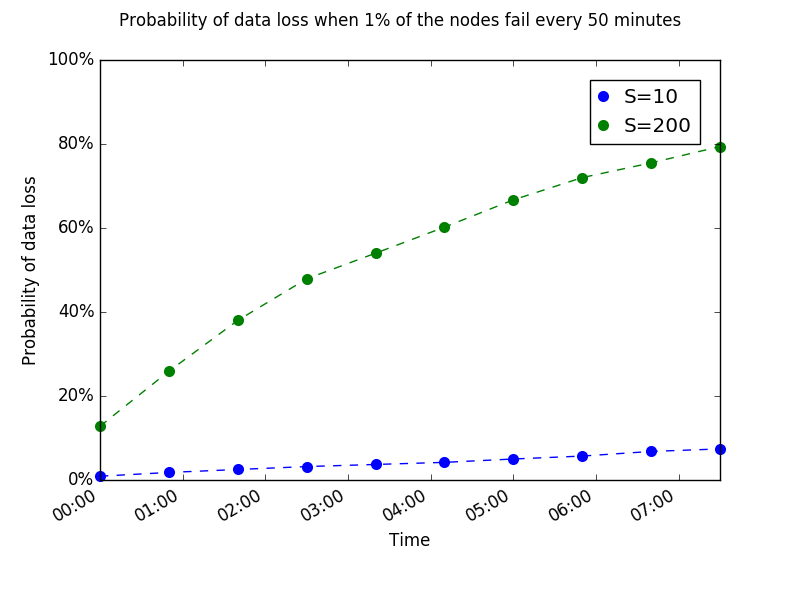 Probability of data loss when 1% of the nodes fail every 50 minutes
100%
80%
60%
40%
20%
0%
Probability of data loss
S=10
S=200
00:00
01:00
02:00
03:00
04:00
05:00
06:00
07:00
Time